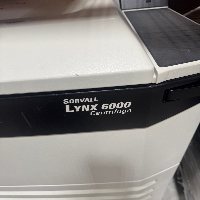 SORVALL
LYNX 6000
Centrifuge